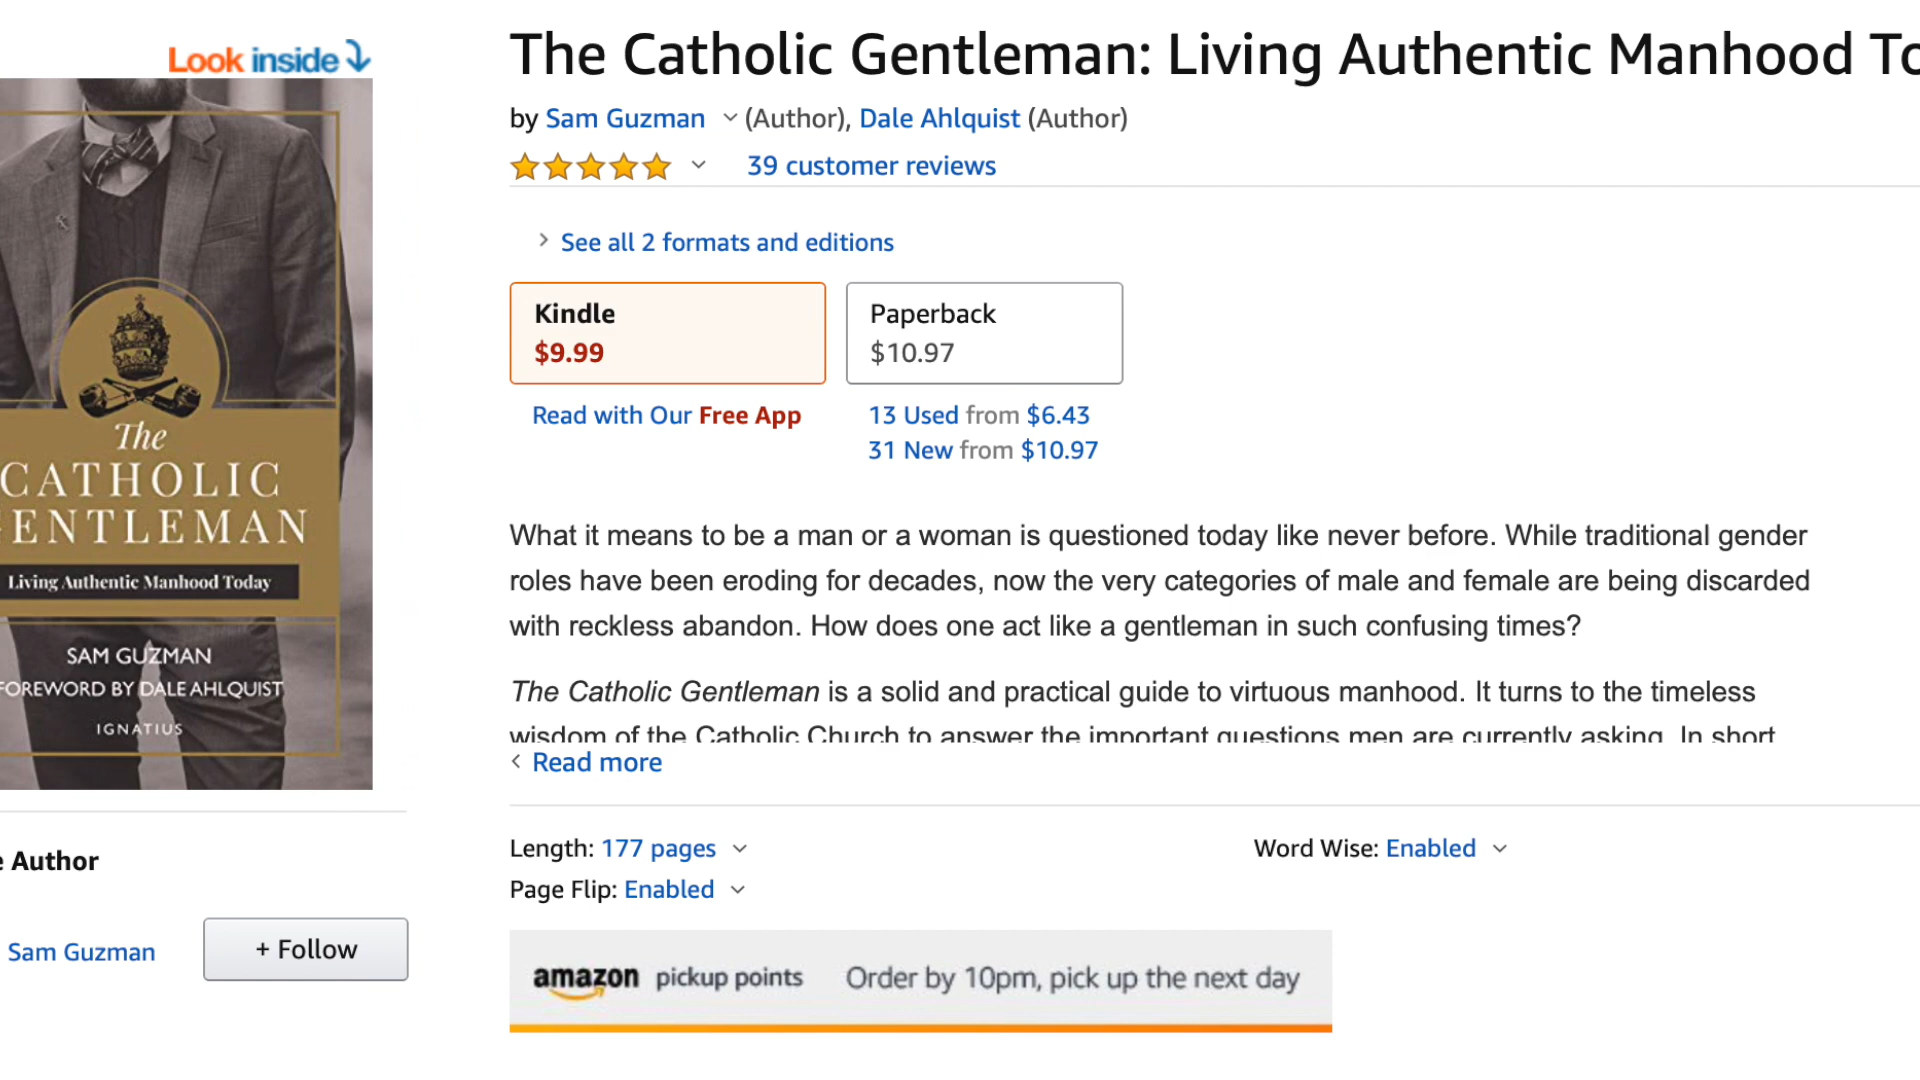 Look inside
The Catholic Gentleman: Living Authentic Manhood
by Sam Guzman (Author), Dale Ahlquist (Author)
39 customer reviews
See all 2 formats and editions
Kindle
$9.99
Paperback
$10.97
Read with Our Free App
13 Used from $6.43
31 New from $10.97
The
CATHOLIC
ENTLEMAN
Living Authentic Manhood Today
SAM GUZMAN
FOREWORD BY DALE AHLQUIST
IGNATIUS
What it means to be a man or a woman is questioned today like never before. While traditional gender
roles have been eroding for decades, now the very categories of male and female are being discarded
with reckless abandon. How does one act like a gentleman in such confusing times?
The Catholic Gentleman is a solid and practical guide to virtuous manhood. It turns to the timeless
wisdom of the Catholic Church to answer the important questions men are currently asking. In short
Read more
Length: 177 pages
Word Wise: Enabled
Page Flip: Enabled
Author
Sam Guzman
+ Follow
amazon pickup points Order by 10pm, pick up the next day